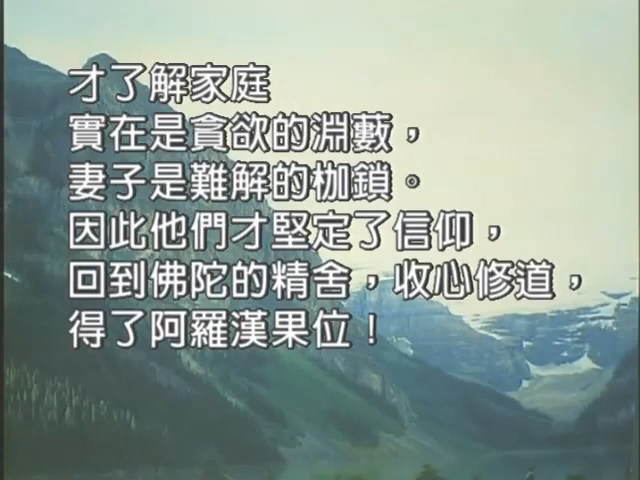 才了解家庭
實在是貪欲的淵藪，
妻子是難解的枷鎖。
因此他們才堅定了信仰，
回到佛陀的精舍，收心修道，
得了阿羅漢果位！